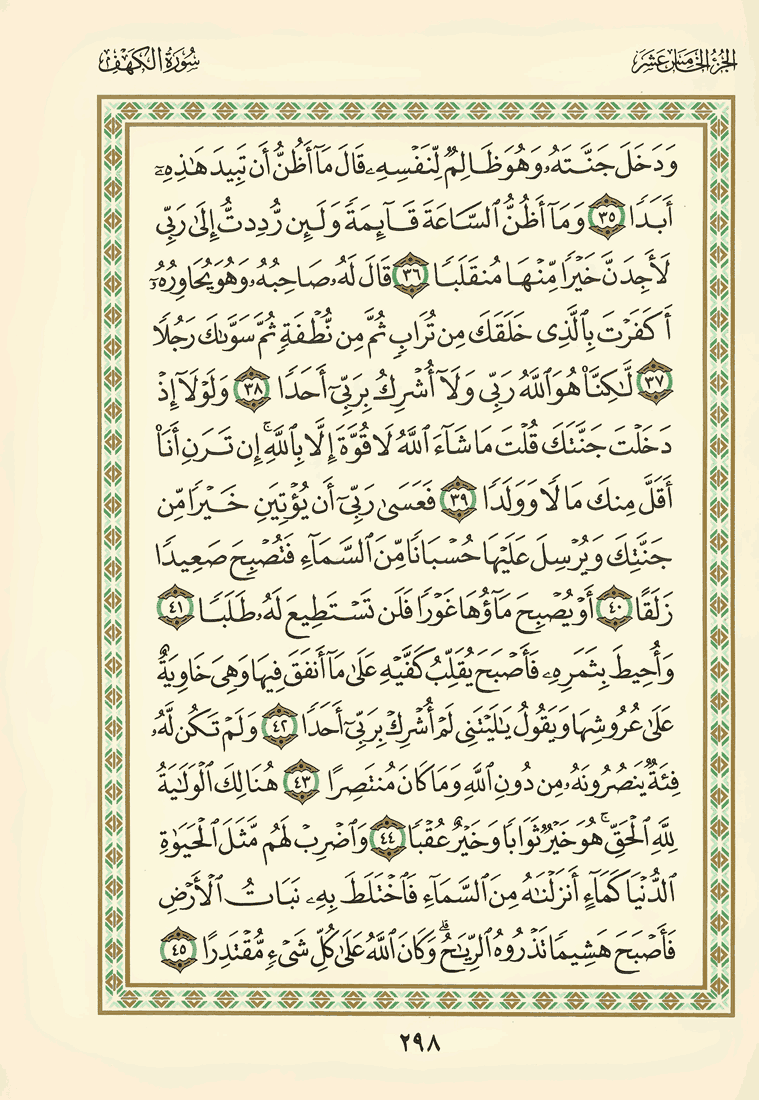 الجزء الخامس عشر
سورة الكهف
وَدَخَلَ جَنَّتَهُۥ وَهُوَ ظَالِمٌ لِّنَفْسِهِۦ قَالَ مَآ أَظُنُّ أَن تَبِيدَ هَٰذِهِۦٓ
أَبَدًا ٣٥ وَمَآ أَظُنُّ ٱلسَّاعَةَ قَآئِمَةً وَلَئِن رُّدِدتُّ إِلَىٰ رَبِّى
لَأَجِدَنَّ خَيْرًا مِّنْهَا مُنقَلَبًا ٣٦ قَالَ لَهُۥ صَاحِبُهُۥ وَهُوَ يُحَاوِرُهُۥٓ
أَكَفَرْتَ بِٱلَّذِى خَلَقَكَ مِن تُرَابٍ ثُمَّ مِن نُّطْفَةٍ ثُمَّ سَوَّىٰكَ رَجُلًا
٣٧ لَّٰكِنَّا۠ هُوَ ٱللَّهُ رَبِّى وَلَآ أُشْرِكُ بِرَبِّىٓ أَحَدًا ٣٨ وَلَوْلَآ إِذْ
دَخَلْتَ جَنَّتَكَ قُلْتَ مَا شَآءَ ٱللَّهُ لَا قُوَّةَ إِلَّا بِٱللَّهِ ۚ إِن تَرَنِ أَنَا۠
أَقَلَّ مِنكَ مَالًا وَوَلَدًا ٣٩ فَعَسَىٰ رَبِّىٓ أَن يُؤْتِيَنِ خَيْرًا مِّن
جَنَّتِكَ وَيُرْسِلَ عَلَيْهَا حُسْبَانًا مِّنَ ٱلسَّمَآءِ فَتُصْبِحَ صَعِيدًا
زَلَقًا ٤٠ أَوْ يُصْبِحَ مَآؤُهَا غَوْرًا فَلَن تَسْتَطِيعَ لَهُۥ طَلَبًا ٤١
وَأُحِيطَ بِثَمَرِهِۦ فَأَصْبَحَ يُقَلِّبُ كَفَّيْهِ عَلَىٰ مَآ أَنفَقَ فِيهَا وَهِىَ خَاوِيَةٌ
عَلَىٰ عُرُوشِهَا وَيَقُولُ يَٰلَيْتَنِى لَمْ أُشْرِكْ بِرَبِّىٓ أَحَدًا ٤٢ وَلَمْ تَكُن لَّهُۥ
فِئَةٌ يَنصُرُونَهُۥ مِن دُونِ ٱللَّهِ وَمَا كَانَ مُنتَصِرًا ٤٣ هُنَالِكَ ٱلْوَلَٰيَةُ
لِلَّهِ ٱلْحَقِّ ۚ هُوَ خَيْرٌ ثَوَابًا وَخَيْرٌ عُقْبًا ٤٤ وَٱضْرِبْ لَهُم مَّثَلَ ٱلْحَيَوٰةِ
ٱلدُّنْيَا كَمَآءٍ أَنزَلْنَٰهُ مِنَ ٱلسَّمَآءِ فَٱخْتَلَطَ بِهِۦ نَبَاتُ ٱلْأَرْضِ
فَأَصْبَحَ هَشِيمًا تَذْرُوهُ ٱلرِّيَٰحُ ۗ وَكَانَ ٱللَّهُ عَلَىٰ كُلِّ شَىْءٍ مُّقْتَدِرًا ٤٥
٢٩٨